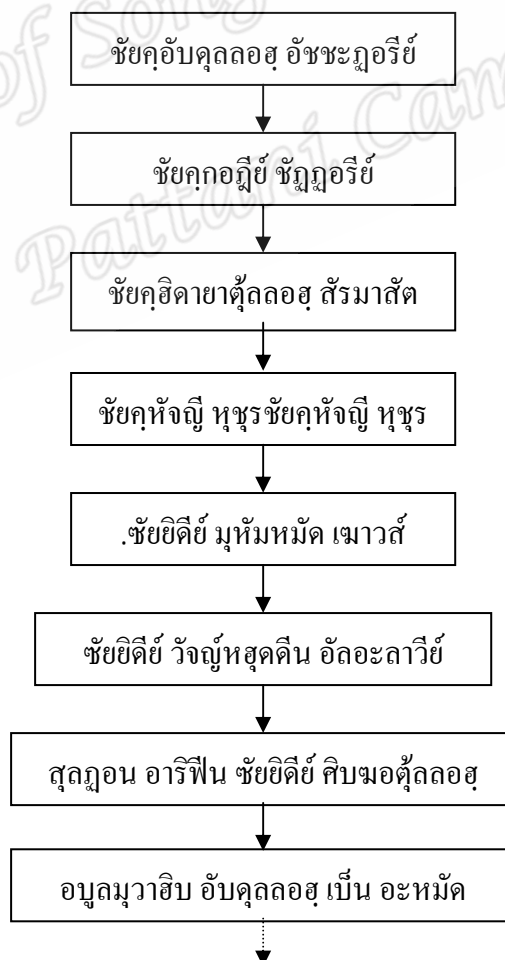 of Song
Pattani Cam
ชัยคฺอับดุลลอฮฺ อัชชะฏอรีย์
ชัยคฺกอฎีย์ ชัฏฏอรีย์
ชัยคฺฮิดายาตุ้ลลอฮฺ สัรมาสัต
ชัยคฺหัจญี หุชุรชัยคฺหัจญี หุชุร
.ซัยยิดีย์ มุหัมหมัด เฆาวส์
ซัยยิดีย์ วัจญ์หฮุดดีน อัลอะลาวีย์
สุลฏอน อาริฟีน ซัยยิดีย์ ศิบฆอตุ้ลลอฮฺ
อบูลมุวาฮิบ อับดุลลอฮฺ เบ็น อะหมัด